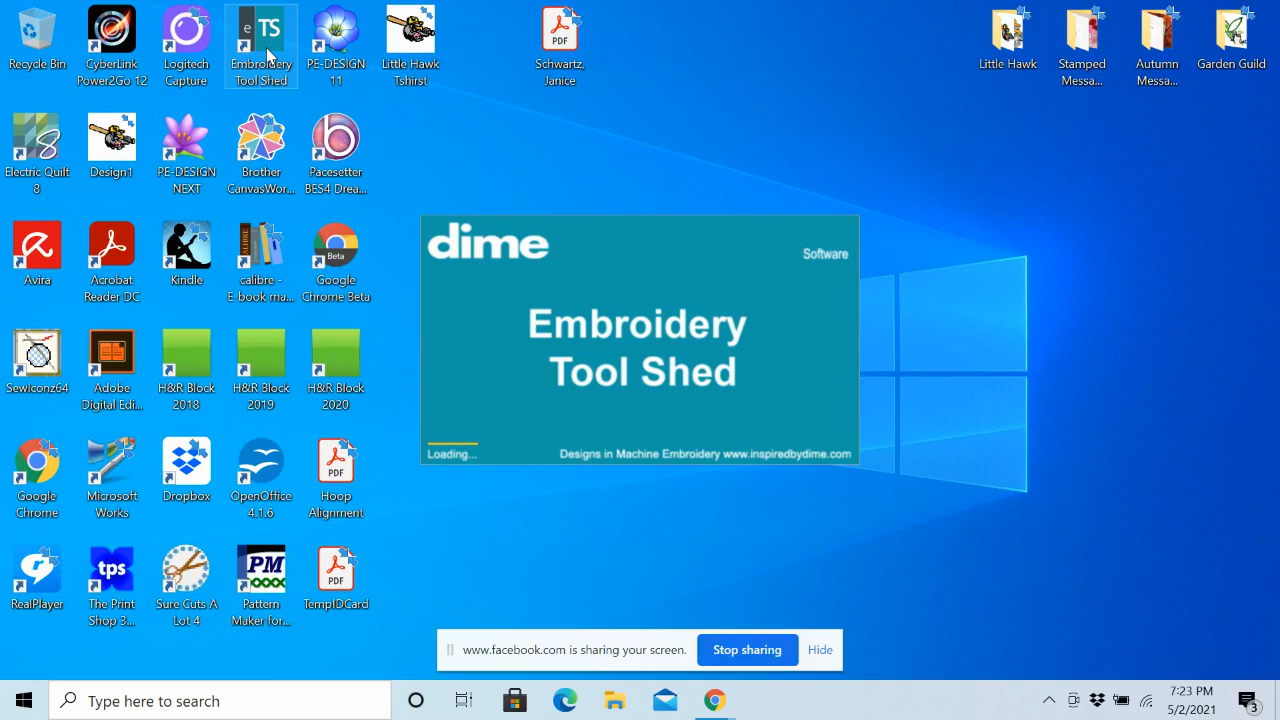 Recycle Bin
CyberLink
Power2Go 12
Logitech
Capture
e TS
Embroidery
Tool Shed
PE-DESIGN
11
Little Hawk
Tshirst
PDF
Schwartz,
Janice
Little Hawk
Stamped
Messa...
Autumn
Messa...
Garden Guild
8
Electric Quilt
8
Design1
PE-DESIGN
NEXT
Brother
CanvasWor...
b
Pacesetter
BES4 Drea...
Avira
Acrobat
Reader DC
Kindle
CALIBRE
calibre -
E-book ma...
Beta
Google
Chrome Beta
dime
Software
Embroidery
Tool Shed
Loading...
Designs in Machine Embroidery www.inspiredbydime.com
Sewiconz64
Adobe
Digital Edi...
H&R Block
2018
H&R Block
2019
H&R Block
2020
Google
Chrome
Microsoft
Works
Dropbox
OpenOffice
4.1.6
PDF
Hoop
Alignment
RealPlayer
tps
The Print
Shop 3...
Sure Cuts A
Lot 4
PM
Pattern
Maker for...
PDF
TempIDCard
www.facebook.com is sharing your screen.
Stop sharing
Hide
Type here to search
7:23 PM
5/2/2021
3